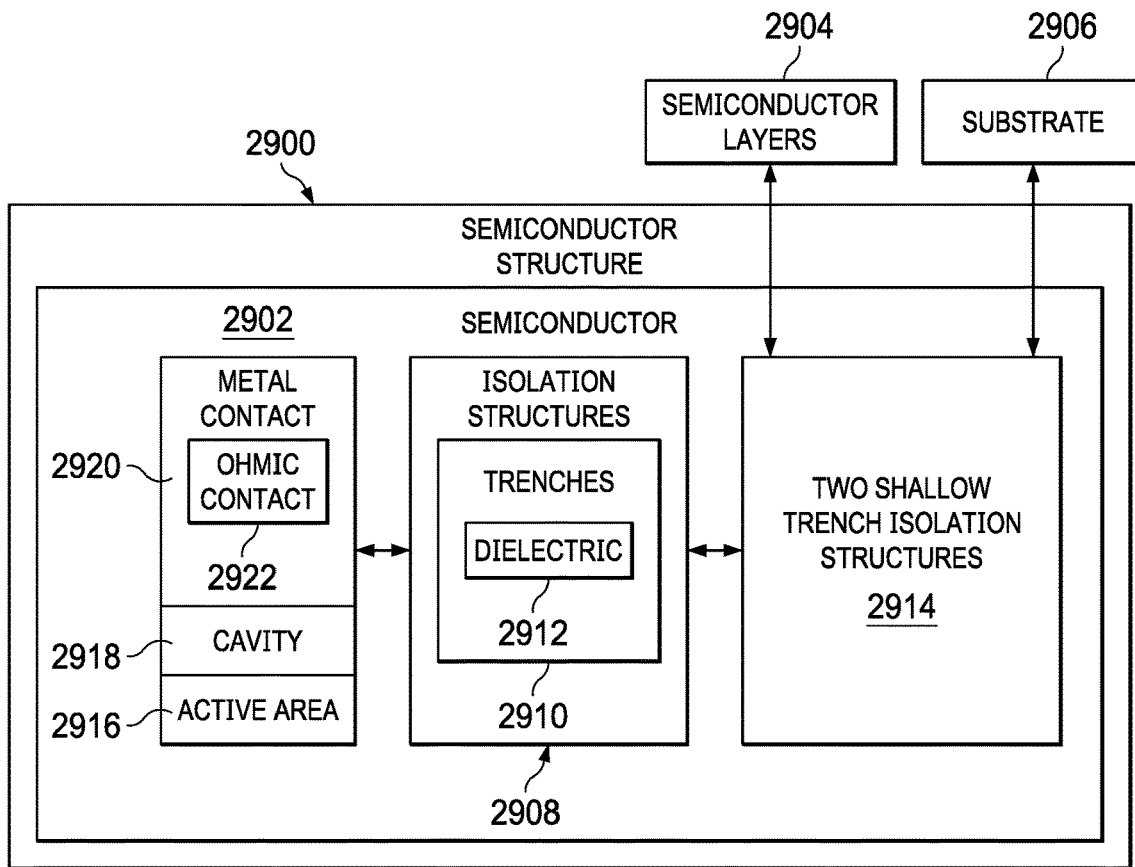 2904
2906
SEMICONDUCTOR
LAYERS
SUBSTRATE
2900
SEMICONDUCTOR
STRUCTURE
2902
SEMICONDUCTOR
METAL
CONTACT
ISOLATION
STRUCTURES
2920
OHMIC
CONTACT
TRENCHES
DIELECTRIC
TWO SHALLOW
TRENCH ISOLATION
STRUCTURES
2922
2914
2912
2918
CAVITY
2916
ACTIVE AREA
2910
2908